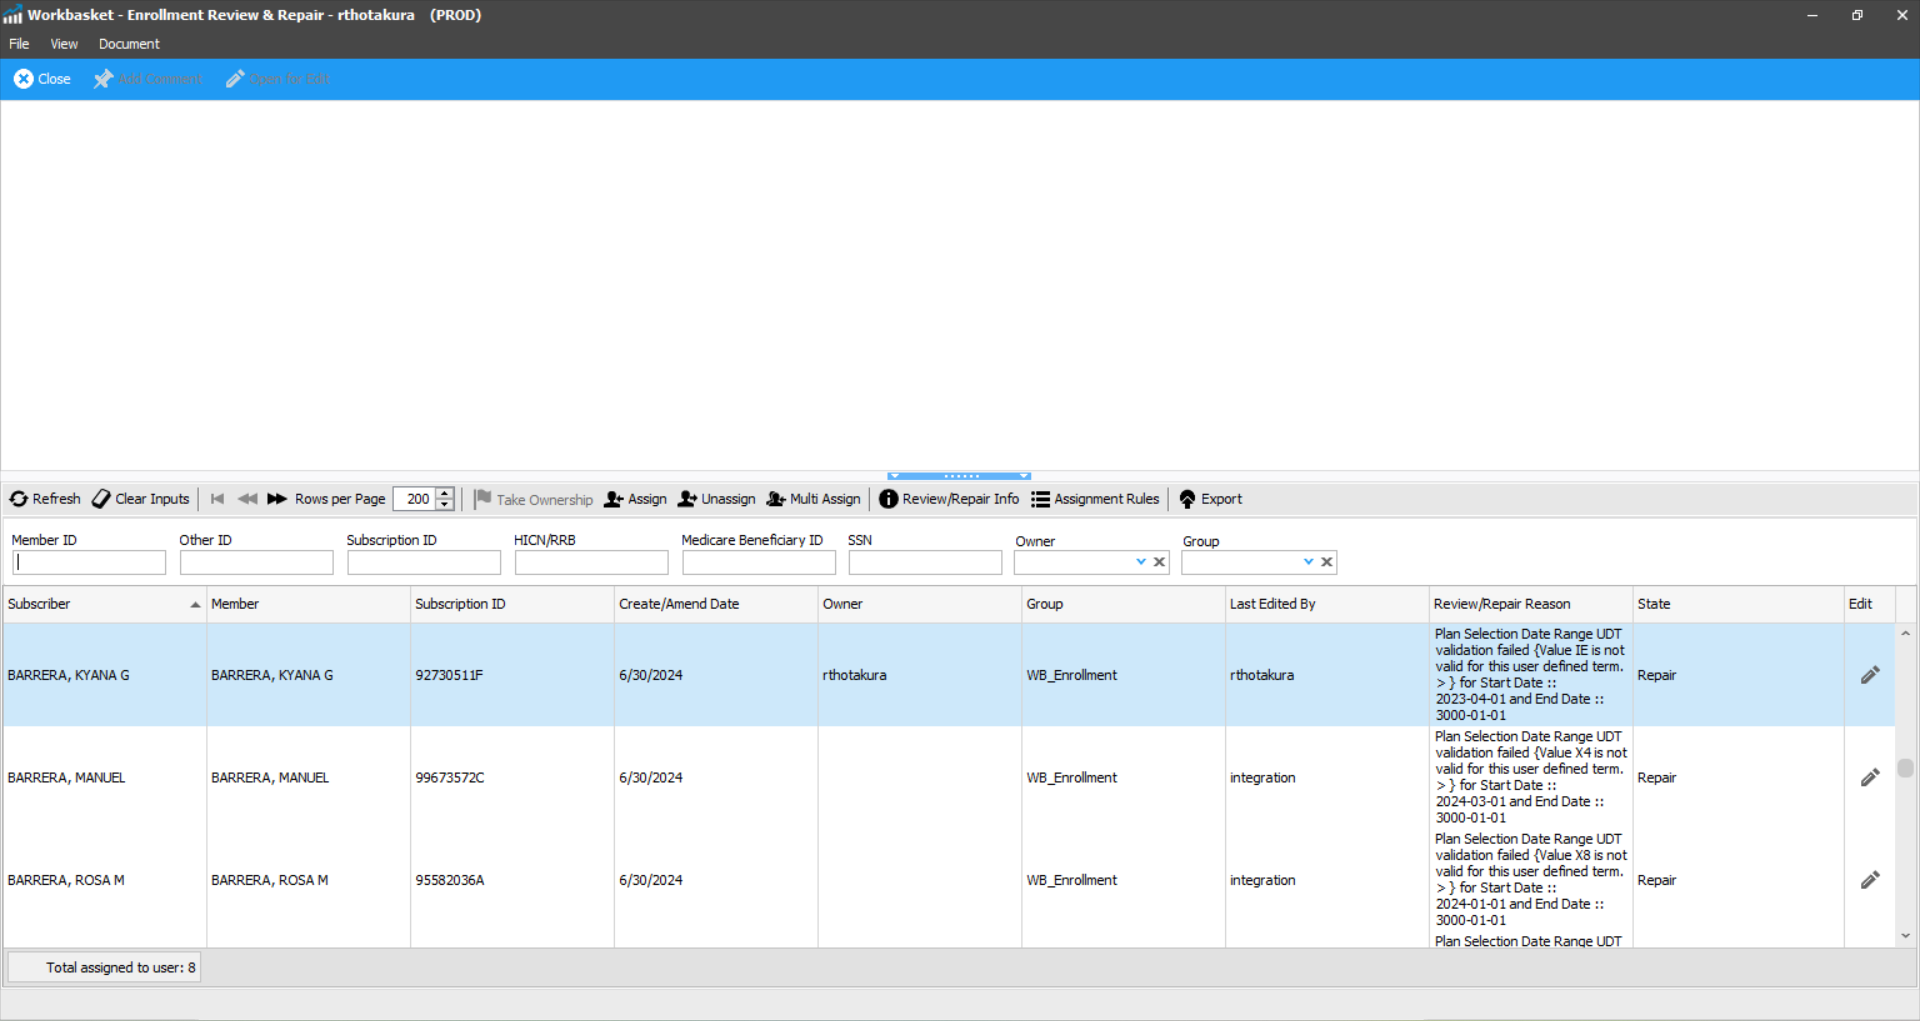 Workbasket - Enrollment Review & Repair - rthotakura (PROD)
File View Document
Close Add Comment Open for Edit
Refresh Clear Inputs Rows per Page 200 Take Ownership Assign Unassign Multi Assign Review/Repair Info Assignment Rules Export
Member ID Other ID Subscription ID HICN/RRB Medicare Beneficiary ID SSN Owner Group
Subscriber Member Subscription ID Create/Amend Date Owner Group Last Edited By Review/Repair Reason State Edit
BARRERA, KYANA G BARRERA, KYANA G 92730511F 6/30/2024 rthotakura WB_Enrollment rthotakura
Plan Selection Date Range UDT
validation failed {Value IE is not
valid for this user defined term.
> } for Start Date ::
2023-04-01 and End Date ::
3000-01-01
Repair
BARRERA, MANUEL BARRERA, MANUEL 99673572C 6/30/2024 WB_Enrollment integration
Plan Selection Date Range UDT
validation failed {Value X4 is not
valid for this user defined term.
> } for Start Date ::
2024-03-01 and End Date ::
3000-01-01
Repair
BARRERA, ROSA M BARRERA, ROSA M 95582036A 6/30/2024 WB_Enrollment integration
Plan Selection Date Range UDT
validation failed {Value X8 is not
valid for this user defined term.
> } for Start Date ::
2024-01-01 and End Date ::
3000-01-01
Repair
Plan Selection Date Range UDT
Total assigned to user: 8